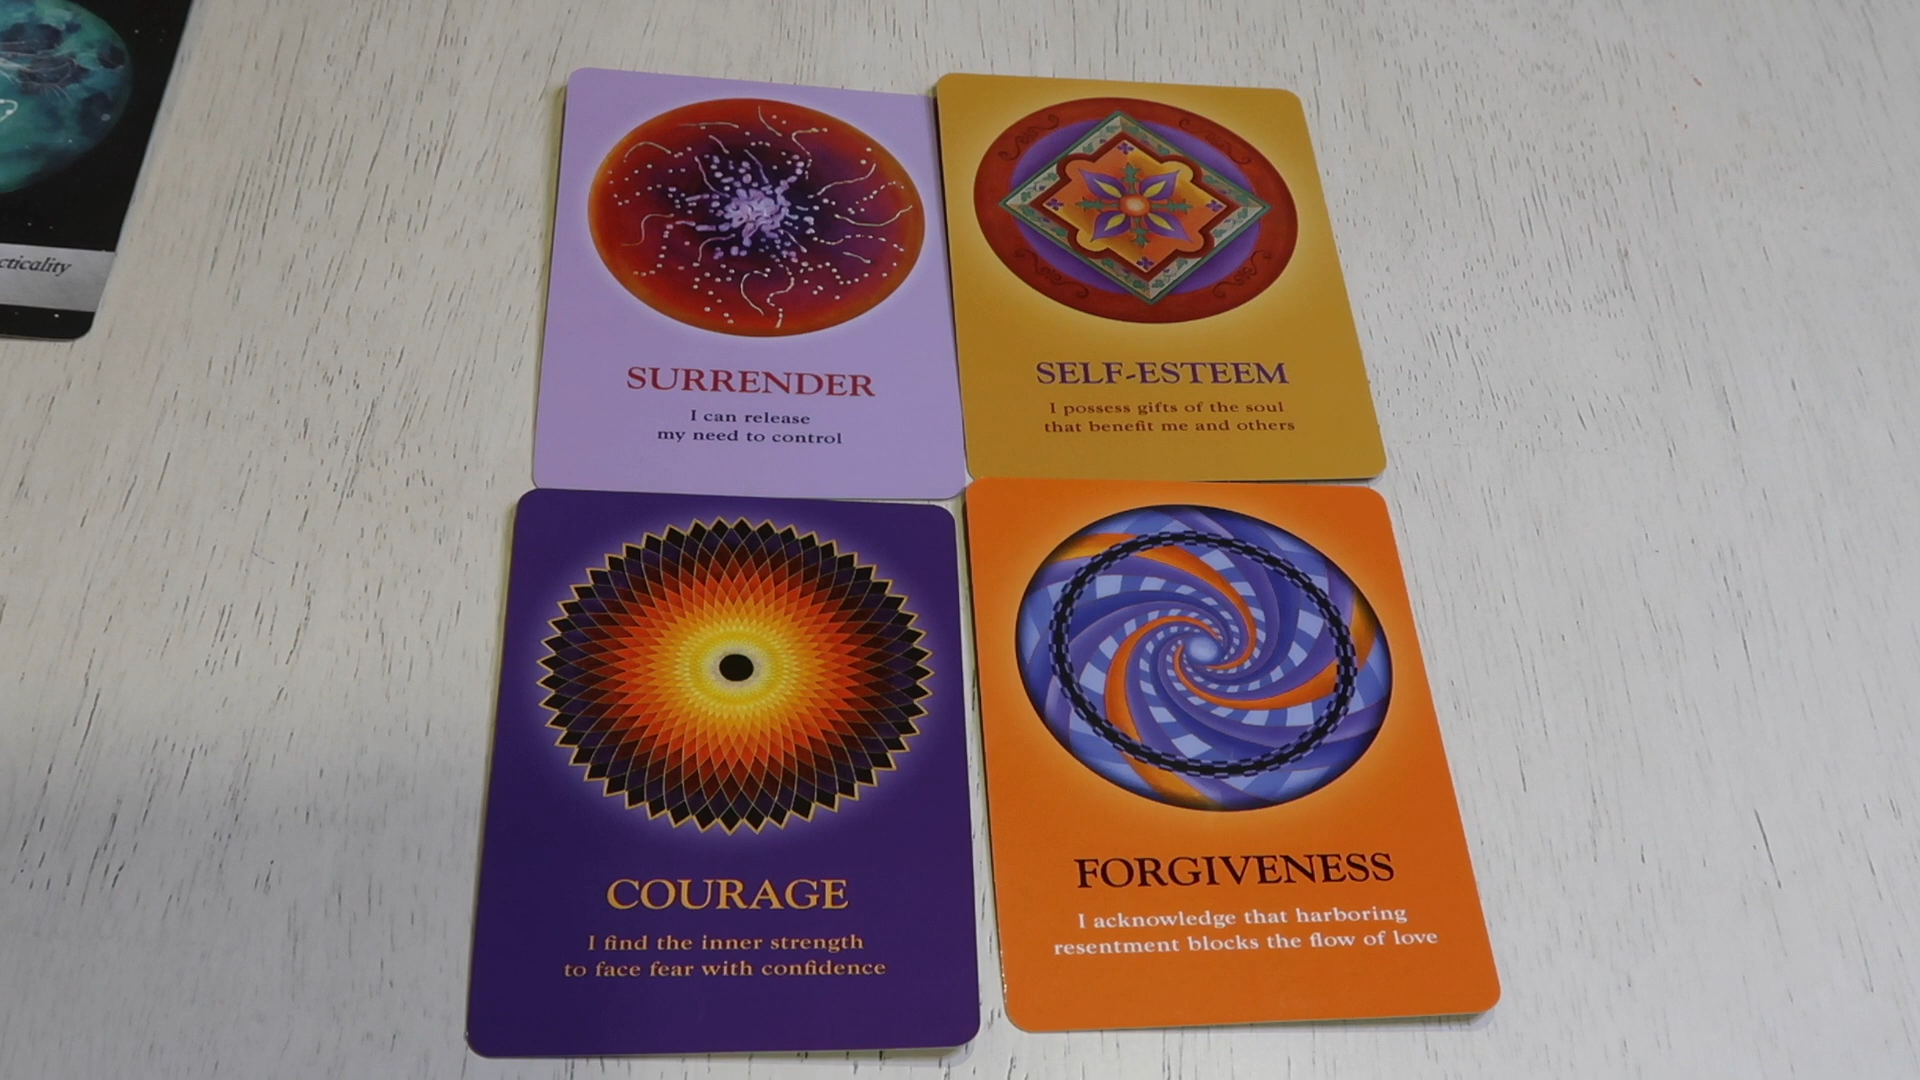 SURRENDER
I can release
my need to control
SELF-ESTEEM
I possess gifts of the soul
that benefit me and others
COURAGE
I find the inner strength
to face fear with confidence
FORGIVENESS
I acknowledge that harboring
resentment blocks the flow of love